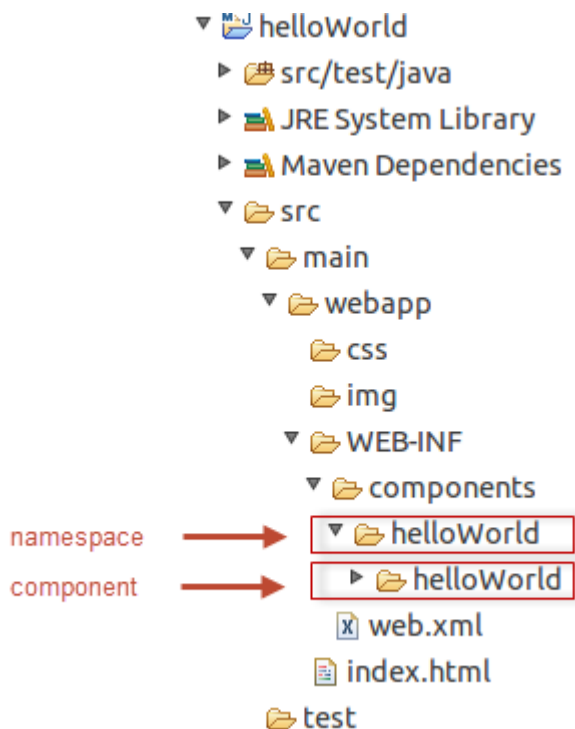 helloWorld
src/test/java
JRE System Library
Maven Dependencies
src
main
webapp
css
img
WEB-INF
components
namespace helloWorld
component helloWorld
web.xml
index.html
test